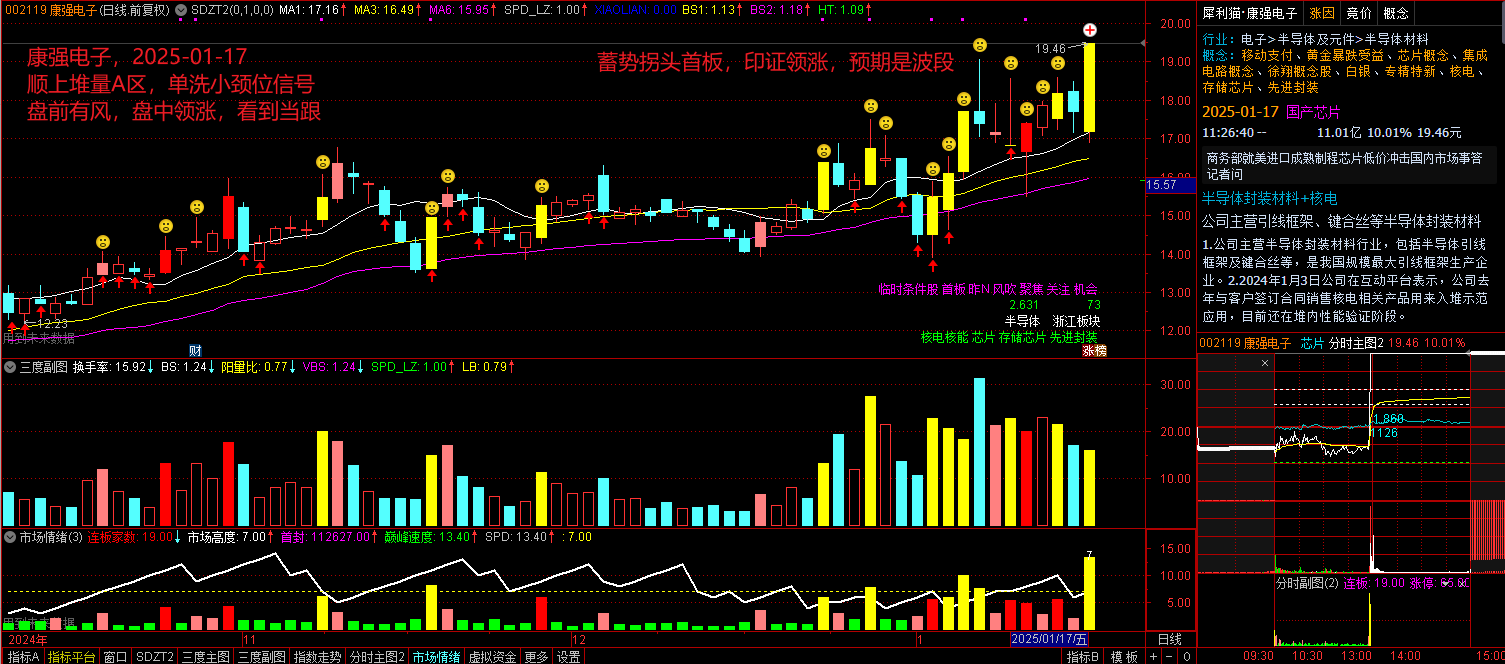 002119 康强电子(日线.前复权) SDZT2(0,1,0,0) MA1: 17.16↑ MA3: 16.49↑ MA6: 15.95↑ SPD_LZ: 1.00↑ XIAOLIAN: 0.00 BS1: 1.13↑ BS2: 1.18↑ HT: 1.09↑
康强电子，2025-01-17
顺上堆量A区，单洗小颈位信号
盘前有风，盘中领涨，看到当跟
蓄势拐头首板，印证领涨，预期是波段
19.46
20.00
19.00
18.00
17.00
15.57
15.00
14.00
13.00
12.00
12.23
用到未来数据
财
临时条件股 首板 昨N 风吹 聚焦 关注 机会
2.631 73
半导体 浙江板块
核电核能 芯片 存储芯片 先进封装
涨榜
三度副图 换手率: 15.92↓ BS: 1.24↓ 阳量比: 0.77↓ VBS: 1.24↓ SPD_LZ: 1.00↑ LB: 0.79↑
30.00
20.00
10.00
市场情绪(3) 连板家数: 19.00↓ 市场高度: 7.00↑ 首封: 112627.00↑ 巅峰速度: 13.40↑ SPD: 13.40↑ : 7.00
7
15.00
10.00
5.00
用到未来数据
2024年 11 12 1 2025/01/17/五 日线
指标A 指标平台 窗口 SDZT2 三度主图 三度副图 指数走势 分时主图2 市场情绪 虚拟资金 更多 设置 指标B 模板 + - 0
犀利猫·康强电子 涨因 竞价 概念
行业: 电子>半导体及元件>半导体材料
概念: 移动支付、黄金暴跌受益、芯片概念、集成
电路概念、徐翔概念股、白银、专精特新、核电、
存储芯片、先进封装
2025-01-17 国产芯片
11:26:40 -- 11.01亿 10.01% 19.46元
商务部就美进口成熟制程芯片低价冲击国内市场事答
记者问
半导体封装材料+核电
公司主营引线框架、键合丝等半导体封装材料
1.公司主营半导体封装材料行业，包括半导体引线
框架及键合丝等，是我国规模最大引线框架生产企
业。2.2024年1月3日公司在互动平台表示，公司去
年与客户签订合同销售核电相关产品用来入堆示范
应用，目前还在堆内性能验证阶段。
002119 康强电子 芯片 分时主图2 19.46 10.01%
×
1.860
1126
分时副图(2) 连板: 19.00 涨停:
09:30 10:30 13:00 14:00 15:00